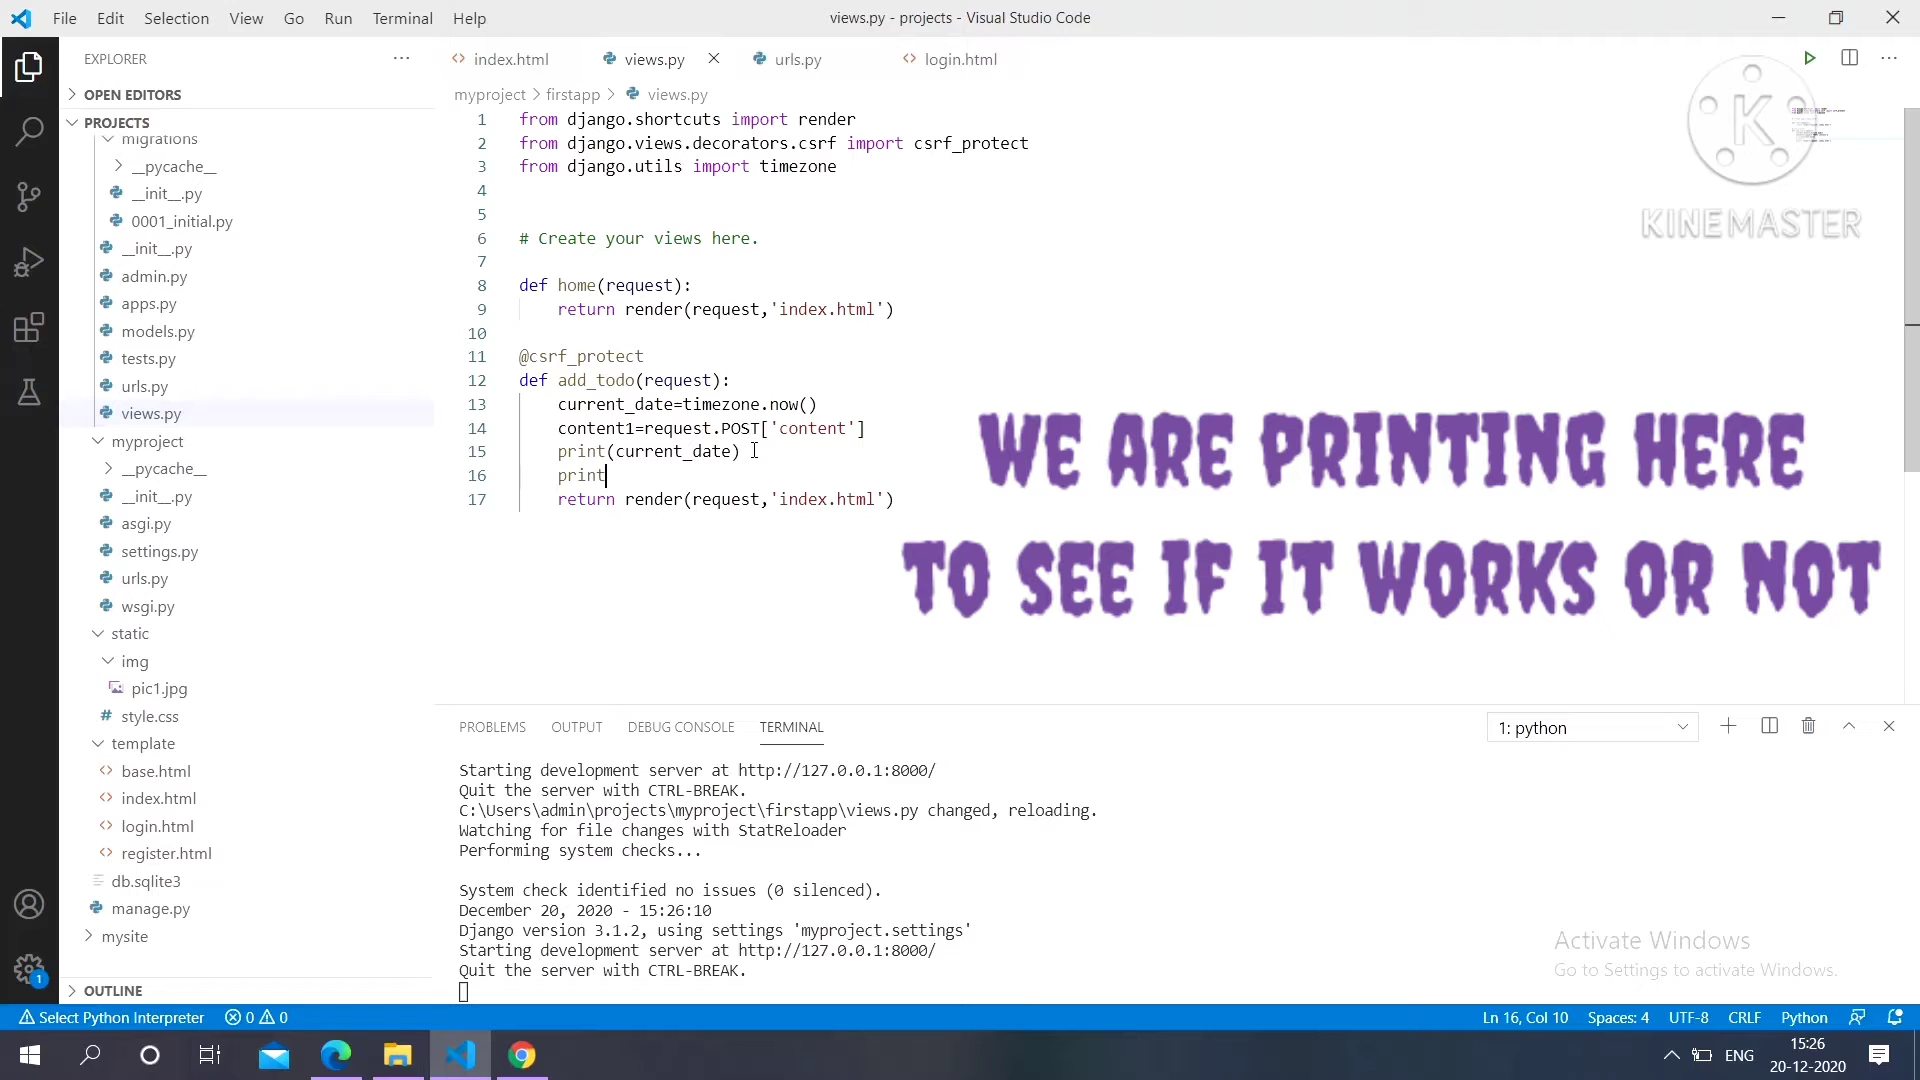 File Edit Selection View Go Run Terminal Help
views.py - projects - Visual Studio Code
EXPLORER
OPEN EDITORS
PROJECTS
migrations
__pycache__
__init__.py
0001_initial.py
__init__.py
admin.py
apps.py
models.py
tests.py
urls.py
views.py
myproject
__pycache__
__init__.py
asgi.py
settings.py
urls.py
wsgi.py
static
img
pic1.jpg
style.css
template
base.html
index.html
login.html
register.html
db.sqlite3
manage.py
mysite
OUTLINE
index.html views.py urls.py login.html
myproject > firstapp > views.py
1 from django.shortcuts import render
2 from django.views.decorators.csrf import csrf_protect
3 from django.utils import timezone
4
5
6 # Create your views here.
7
8 def home(request):
9 return render(request,'index.html')
10
11 @csrf_protect
12 def add_todo(request):
13 current_date=timezone.now()
14 content1=request.POST['content']
15 print(current_date)
16 print
17 return render(request,'index.html')
K
KINEMASTER
WE ARE PRINTING HERE
TO SEE IF IT WORKS OR NOT
PROBLEMS OUTPUT DEBUG CONSOLE TERMINAL
1: python
Starting development server at http://127.0.0.1:8000/
Quit the server with CTRL-BREAK.
C:\Users\admin\projects\myproject\firstapp\views.py changed, reloading.
Watching for file changes with StatReloader
Performing system checks...
System check identified no issues (0 silenced).
December 20, 2020 - 15:26:10
Django version 3.1.2, using settings 'myproject.settings'
Starting development server at http://127.0.0.1:8000/
Quit the server with CTRL-BREAK.
Activate Windows
Go to Settings to activate Windows.
1
Select Python Interpreter 0 0
Ln 16, Col 10 Spaces: 4 UTF-8 CRLF Python
ENG
15:26
20-12-2020